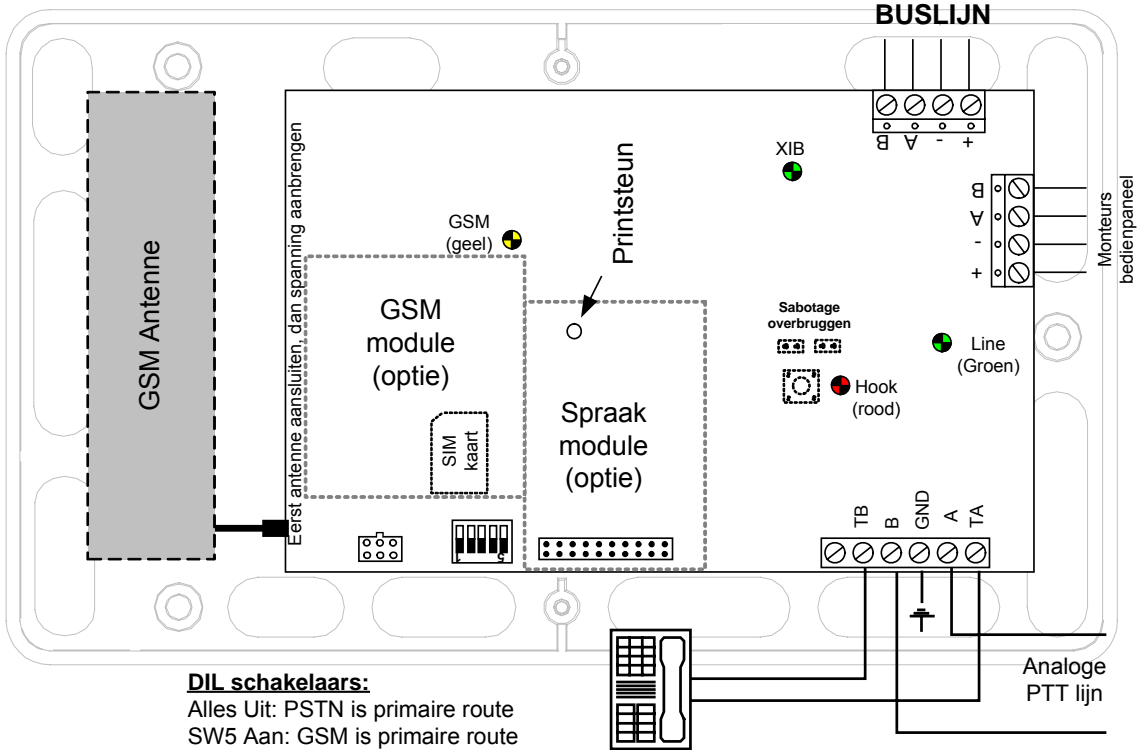 BUSLIJN
B A - +
XIB
B
A
-
+
Monteurs
bedienpaneel
GSM Antenne
Eerst antenne aansluiten, dan spanning aanbrengen
GSM
(geel)
Printsteun
GSM
module
(optie)
SIM
kaart
Spraak
module
(optie)
Sabotage
overbruggen
Line
(Groen)
Hook
(rood)
1 5
TB B GND A TA
Analoge
PTT lijn
DIL schakelaars:
Alles Uit: PSTN is primaire route
SW5 Aan: GSM is primaire route